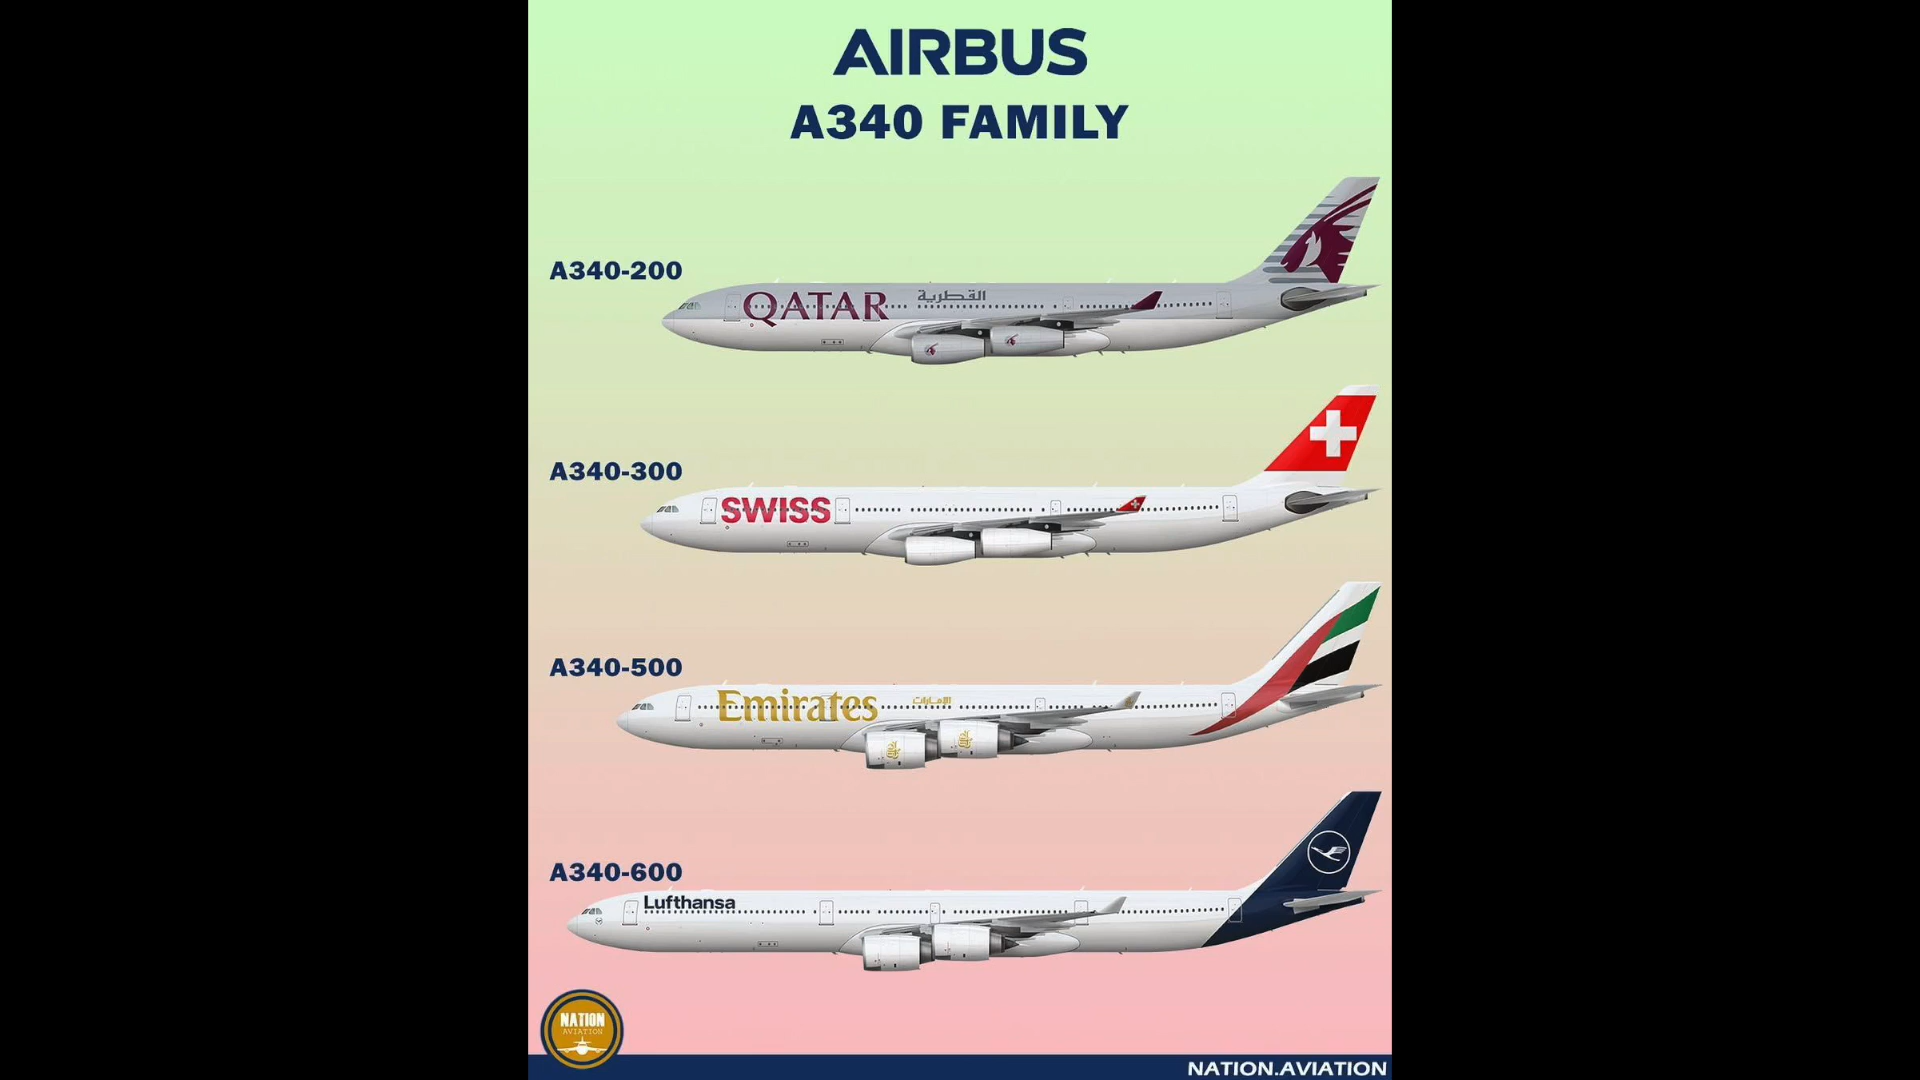 AIRBUS
A340 FAMILY
A340-200
QATAR القطرية
A340-300
SWISS
A340-500
Emirates الإمارات
A340-600
Lufthansa
NATION
AVIATION
NATION.AVIATION